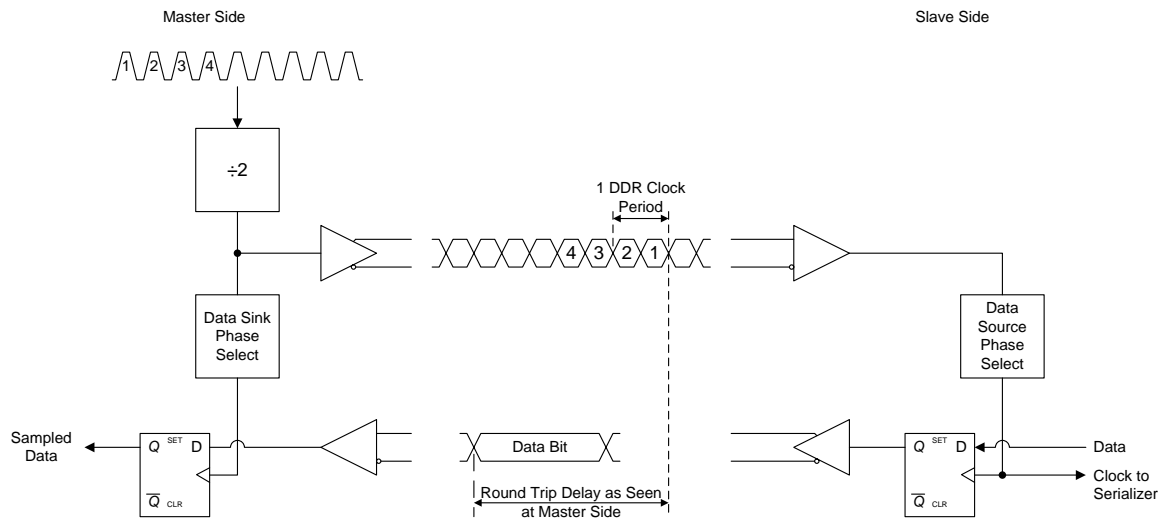 Master Side
Slave Side
1 2 3 4
÷2
1 DDR Clock
Period
4 3 2 1
Data Sink
Phase
Select
Data
Source
Phase
Select
Sampled
Data
Q SET D
Q CLR
Data Bit
Q SET D
Q CLR
Data
Clock to
Serializer
Round Trip Delay as Seen
at Master Side